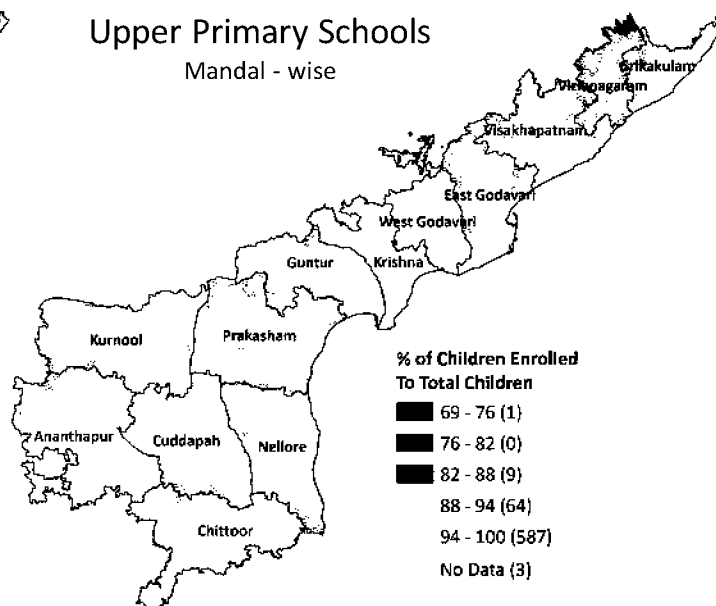 Upper Primary Schools
Mandal - wise
Srikakulam
Vizianagaram
Visakhapatnam
East Godavari
West Godavari
Guntur
Krishna
Kurnool
Prakasham
% of Children Enrolled
To Total Children
69 - 76 (1)
76 - 82 (0)
82 - 88 (9)
88 - 94 (64)
94 - 100 (587)
No Data (3)
Ananthapur
Cuddapah
Nellore
Chittoor